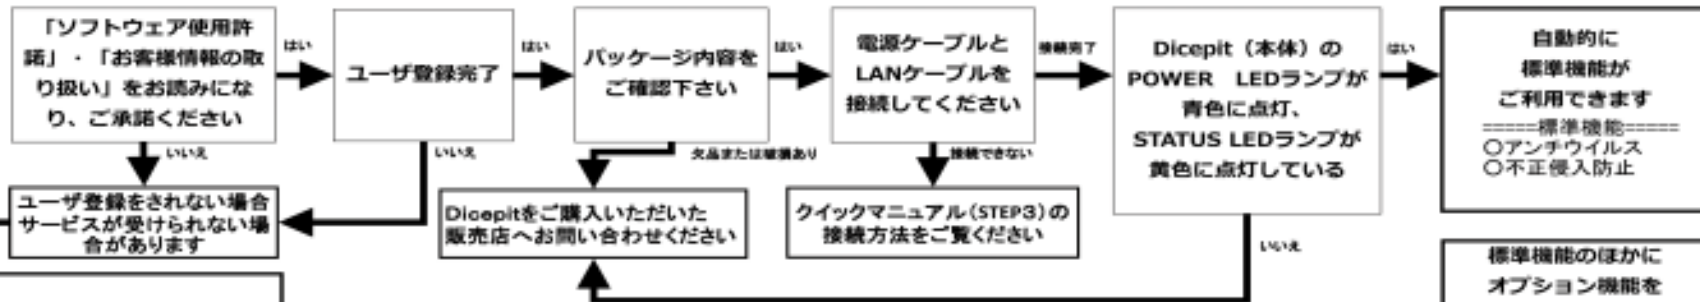 「ソフトウェア使用許
諾」・「お客様情報の取
り扱い」をお読みにな
り、ご承諾ください
はい
ユーザ登録完了
はい
パッケージ内容を
ご確認下さい
はい
電源ケーブルと
LANケーブルを
接続してください
接続完了
Dicepit（本体）の
POWER　LEDランプが
青色に点灯、
STATUS LEDランプが
黄色に点灯している
はい
自動的に
標準機能が
ご利用できます
=====標準機能=====
〇アンチウイルス
〇不正侵入防止
いいえ
いいえ
欠品または破損あり
接続できない
ユーザ登録をされない場合
サービスが受けられない場
合があります
Dicepitをご購入いただいた
販売店へお問い合わせください
クイックマニュアル(STEP3)の
接続方法をご覧ください
いいえ
標準機能のほかに
オプション機能を